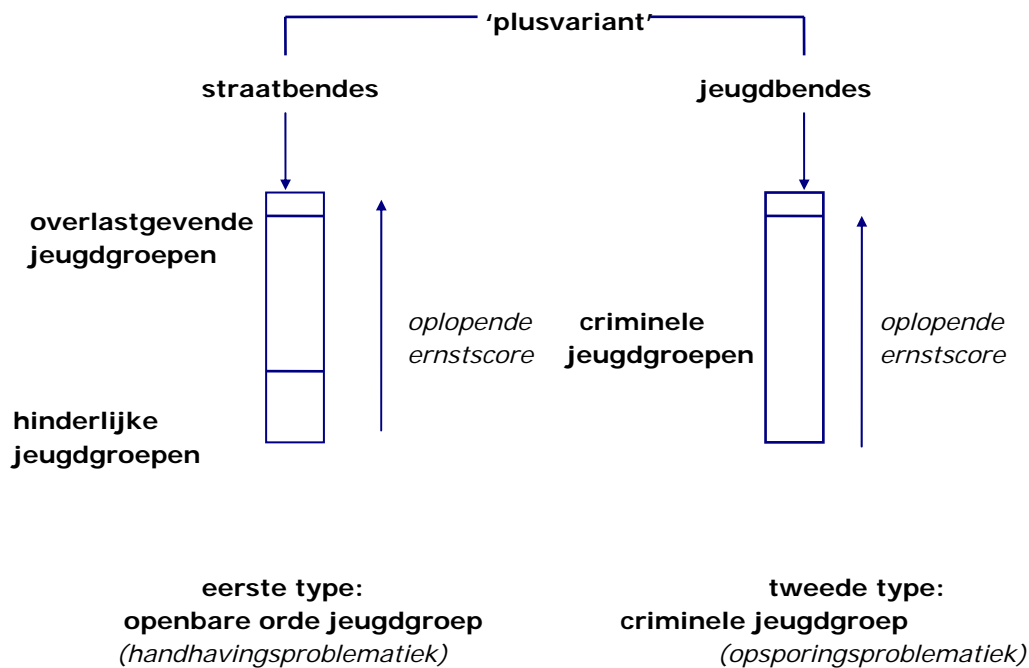 ‘plusvariant’
straatbendes
jeugdbendes
overlastgevende
jeugdgroepen
oplopende
ernstscore
criminele
jeugdgroepen
oplopende
ernstscore
hinderlijke
jeugdgroepen
eerste type:
openbare orde jeugdgroep
(handhavingsproblematiek)
tweede type:
criminele jeugdgroep
(opsporingsproblematiek)